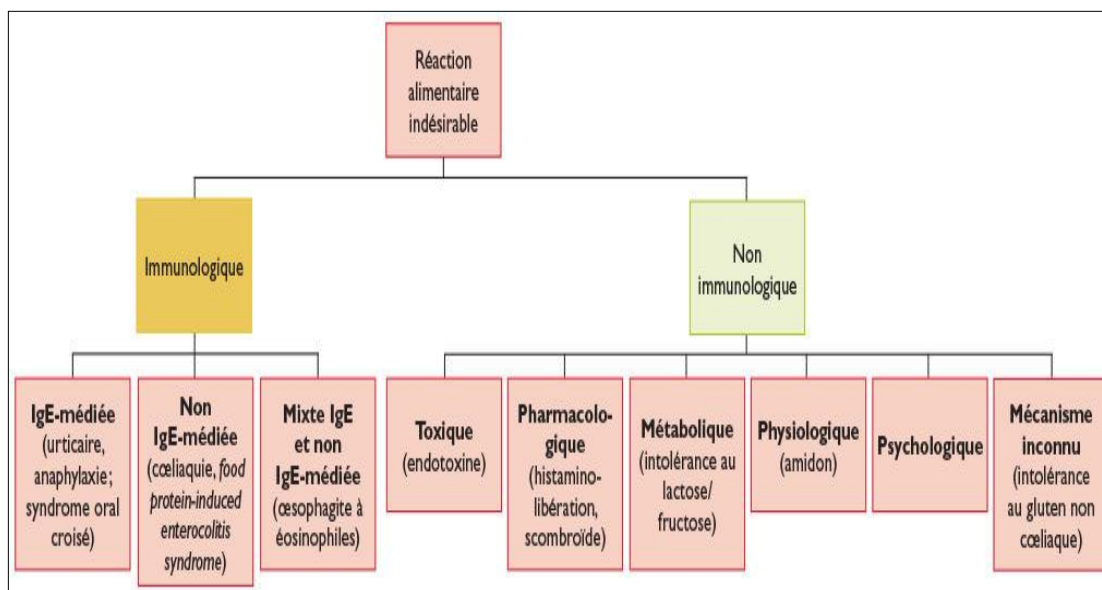 Réaction
alimentaire
indésirable
Immunologique
Non
immunologique
IgE-médiée
(urticaire,
anaphylaxie;
syndrome oral
croisé)
Non
IgE-médiée
(cœliaquie, food
protein-induced
enterocolitis
syndrome)
Mixte IgE
et non
IgE-médiée
(œsophagite à
éosinophiles)
Toxique
(endotoxine)
Pharmacolo-
gique
(histamino-
libération,
scombroïde)
Métabolique
(intolérance au
lactose/
fructose)
Physiologique
(amidon)
Psychologique
Mécanisme
inconnu
(intolérance
au gluten non
cœliaque)